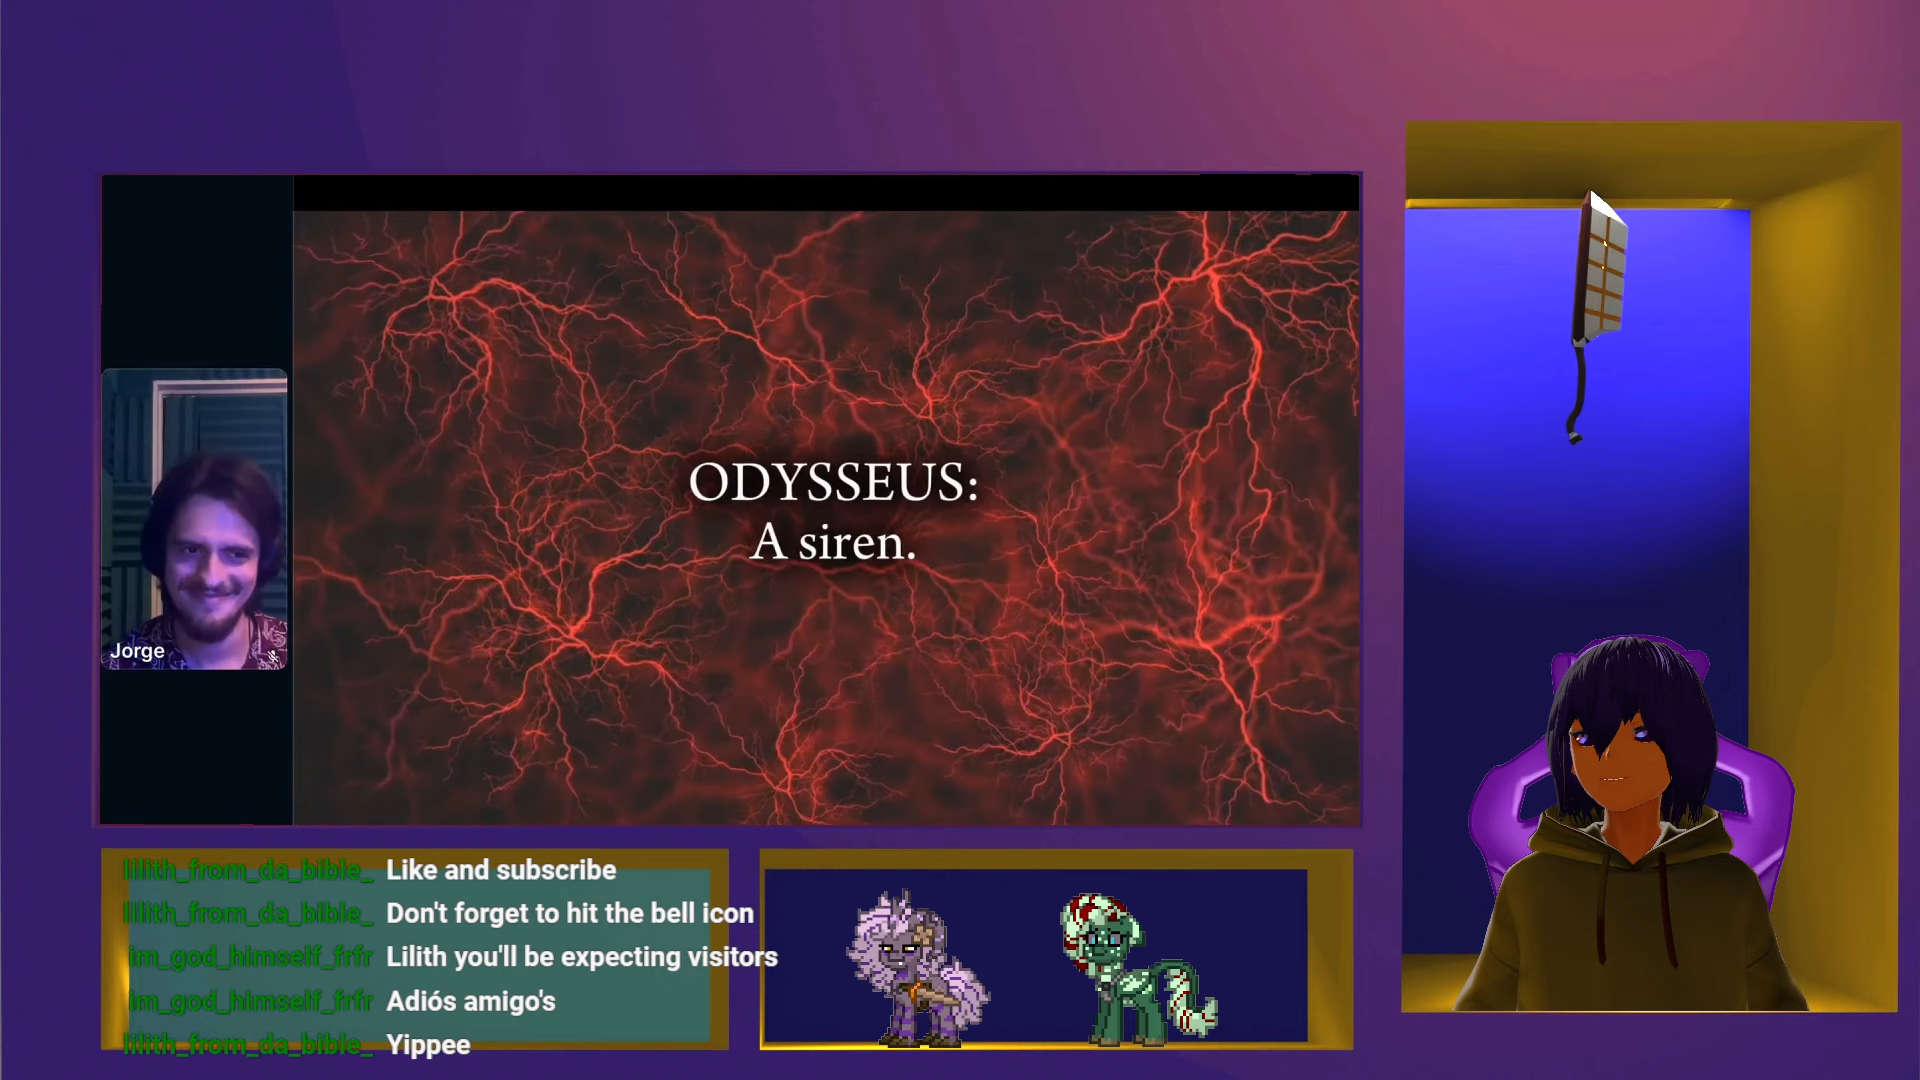 ODYSSEUS:
A siren.
Jorge
lilith_from_da_bible_ Like and subscribe
lilith_from_da_bible_ Don't forget to hit the bell icon
im_god_himself_frfr Lilith you'll be expecting visitors
im_god_himself_frfr Adiós amigo's
lilith_from_da_bible_ Yippee